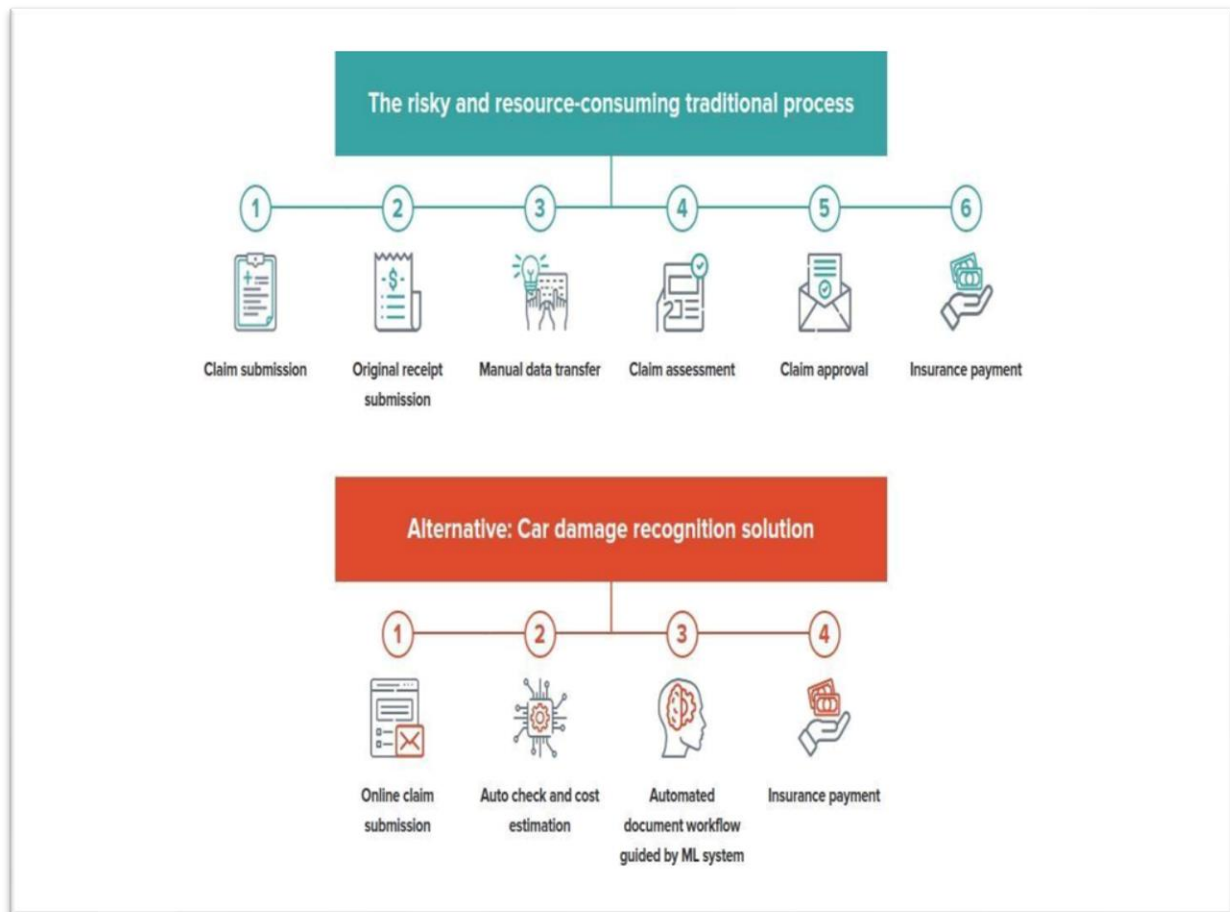 The risky and resource-consuming traditional process
1 2 3 4 5 6
$
Claim submission Original receipt submission Manual data transfer Claim assessment Claim approval Insurance payment
Alternative: Car damage recognition solution
1 2 3 4
Online claim submission Auto check and cost estimation Automated document workflow guided by ML system Insurance payment